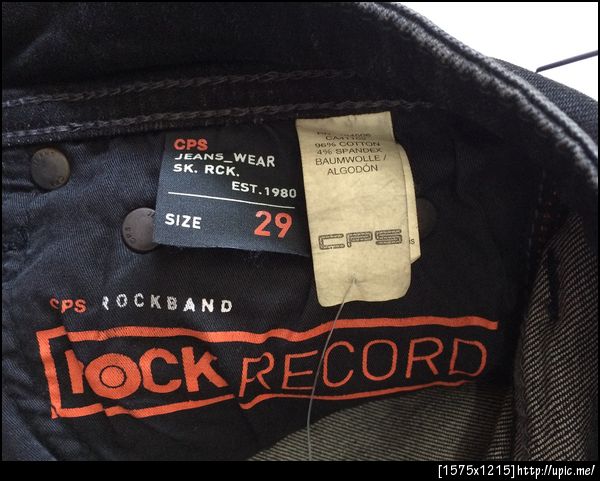 CPS
JEANS_WEAR
SK. RCK.
EST.1980
SIZE 29
96% COTTON
4% SPANDEX
BAUMWOLLE /
ALGODÓN
CPS
CPS ROCKBAND
ROCK RECORD
[1575x1215]http://upic.me/